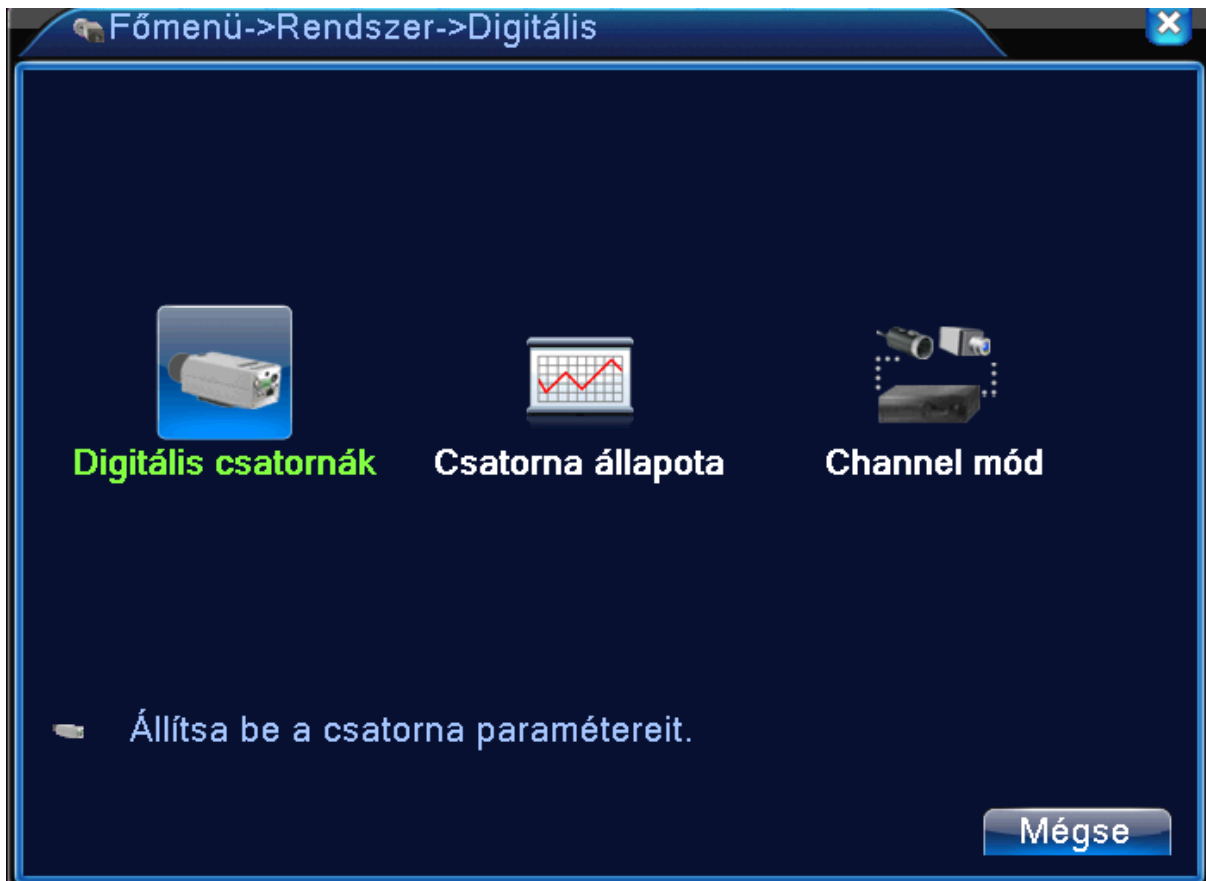 Főmenü->Rendszer->Digitális
Digitális csatornák
Csatorna állapota
Channel mód
Állítsa be a csatorna paramétereit.
Mégse